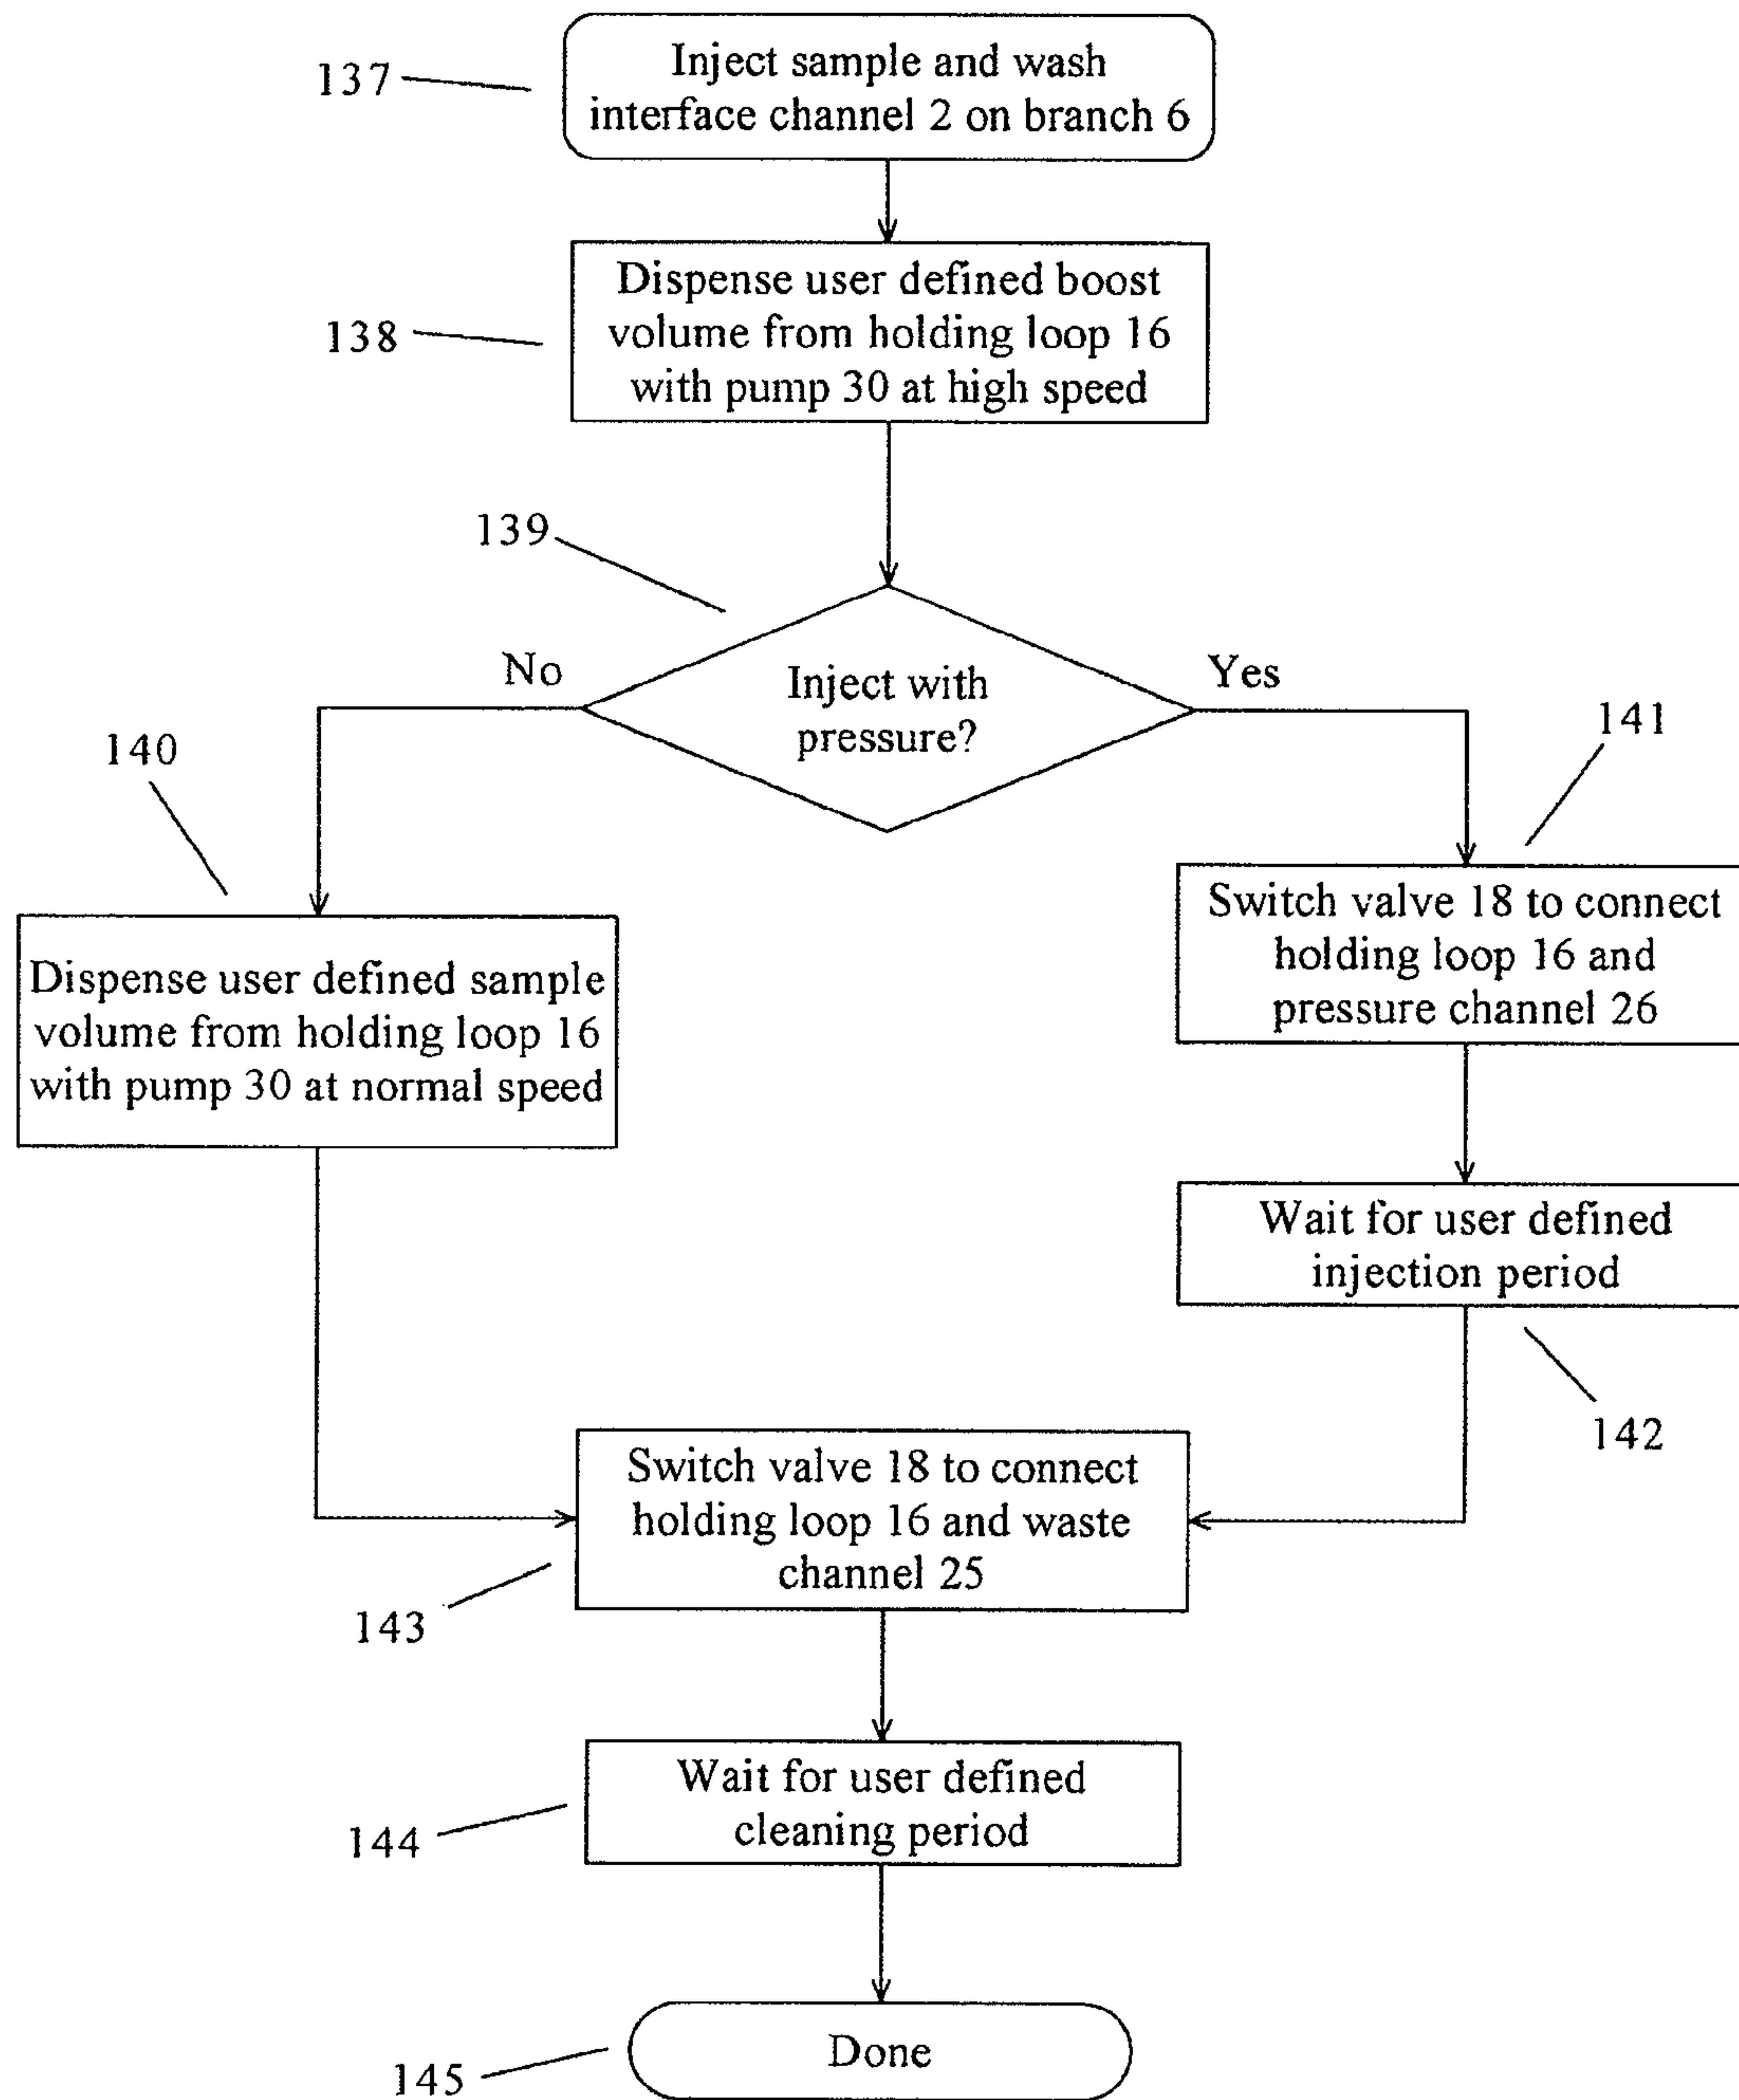 137
Inject sample and wash
interface channel 2 on branch 6
138
Dispense user defined boost
volume from holding loop 16
with pump 30 at high speed
139
No
Inject with
pressure?
Yes
140
Dispense user defined sample
volume from holding loop 16
with pump 30 at normal speed
141
Switch valve 18 to connect
holding loop 16 and
pressure channel 26
Wait for user defined
injection period
142
Switch valve 18 to connect
holding loop 16 and waste
channel 25
143
Wait for user defined
cleaning period
144
Done
145